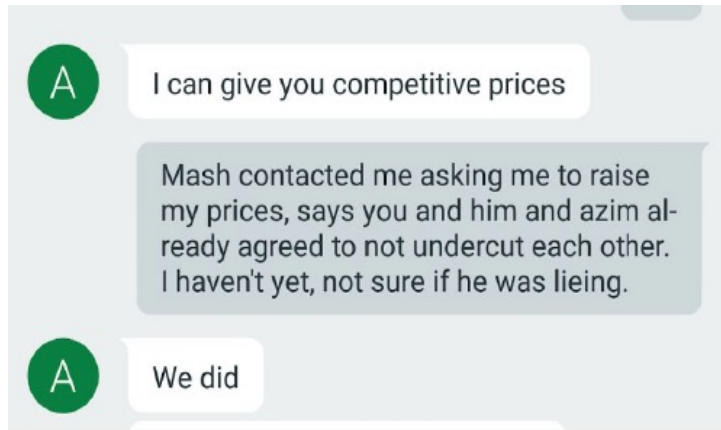 A
I can give you competitive prices
Mash contacted me asking me to raise
my prices, says you and him and azim al-
ready agreed to not undercut each other.
I haven't yet, not sure if he was lieing.
A
We did